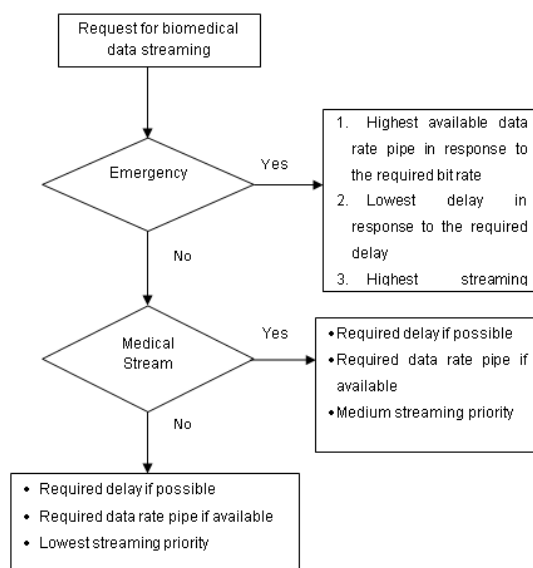 Request for biomedical
data streaming
Emergency
Yes
1. Highest available data
rate pipe in response to
the required bit rate
2. Lowest delay in
response to the required
delay
3. Highest streaming
No
Medical
Stream
Yes
•Required delay if possible
•Required data rate pipe if
available
•Medium streaming priority
No
• Required delay if possible
• Required data rate pipe if available
• Lowest streaming priority